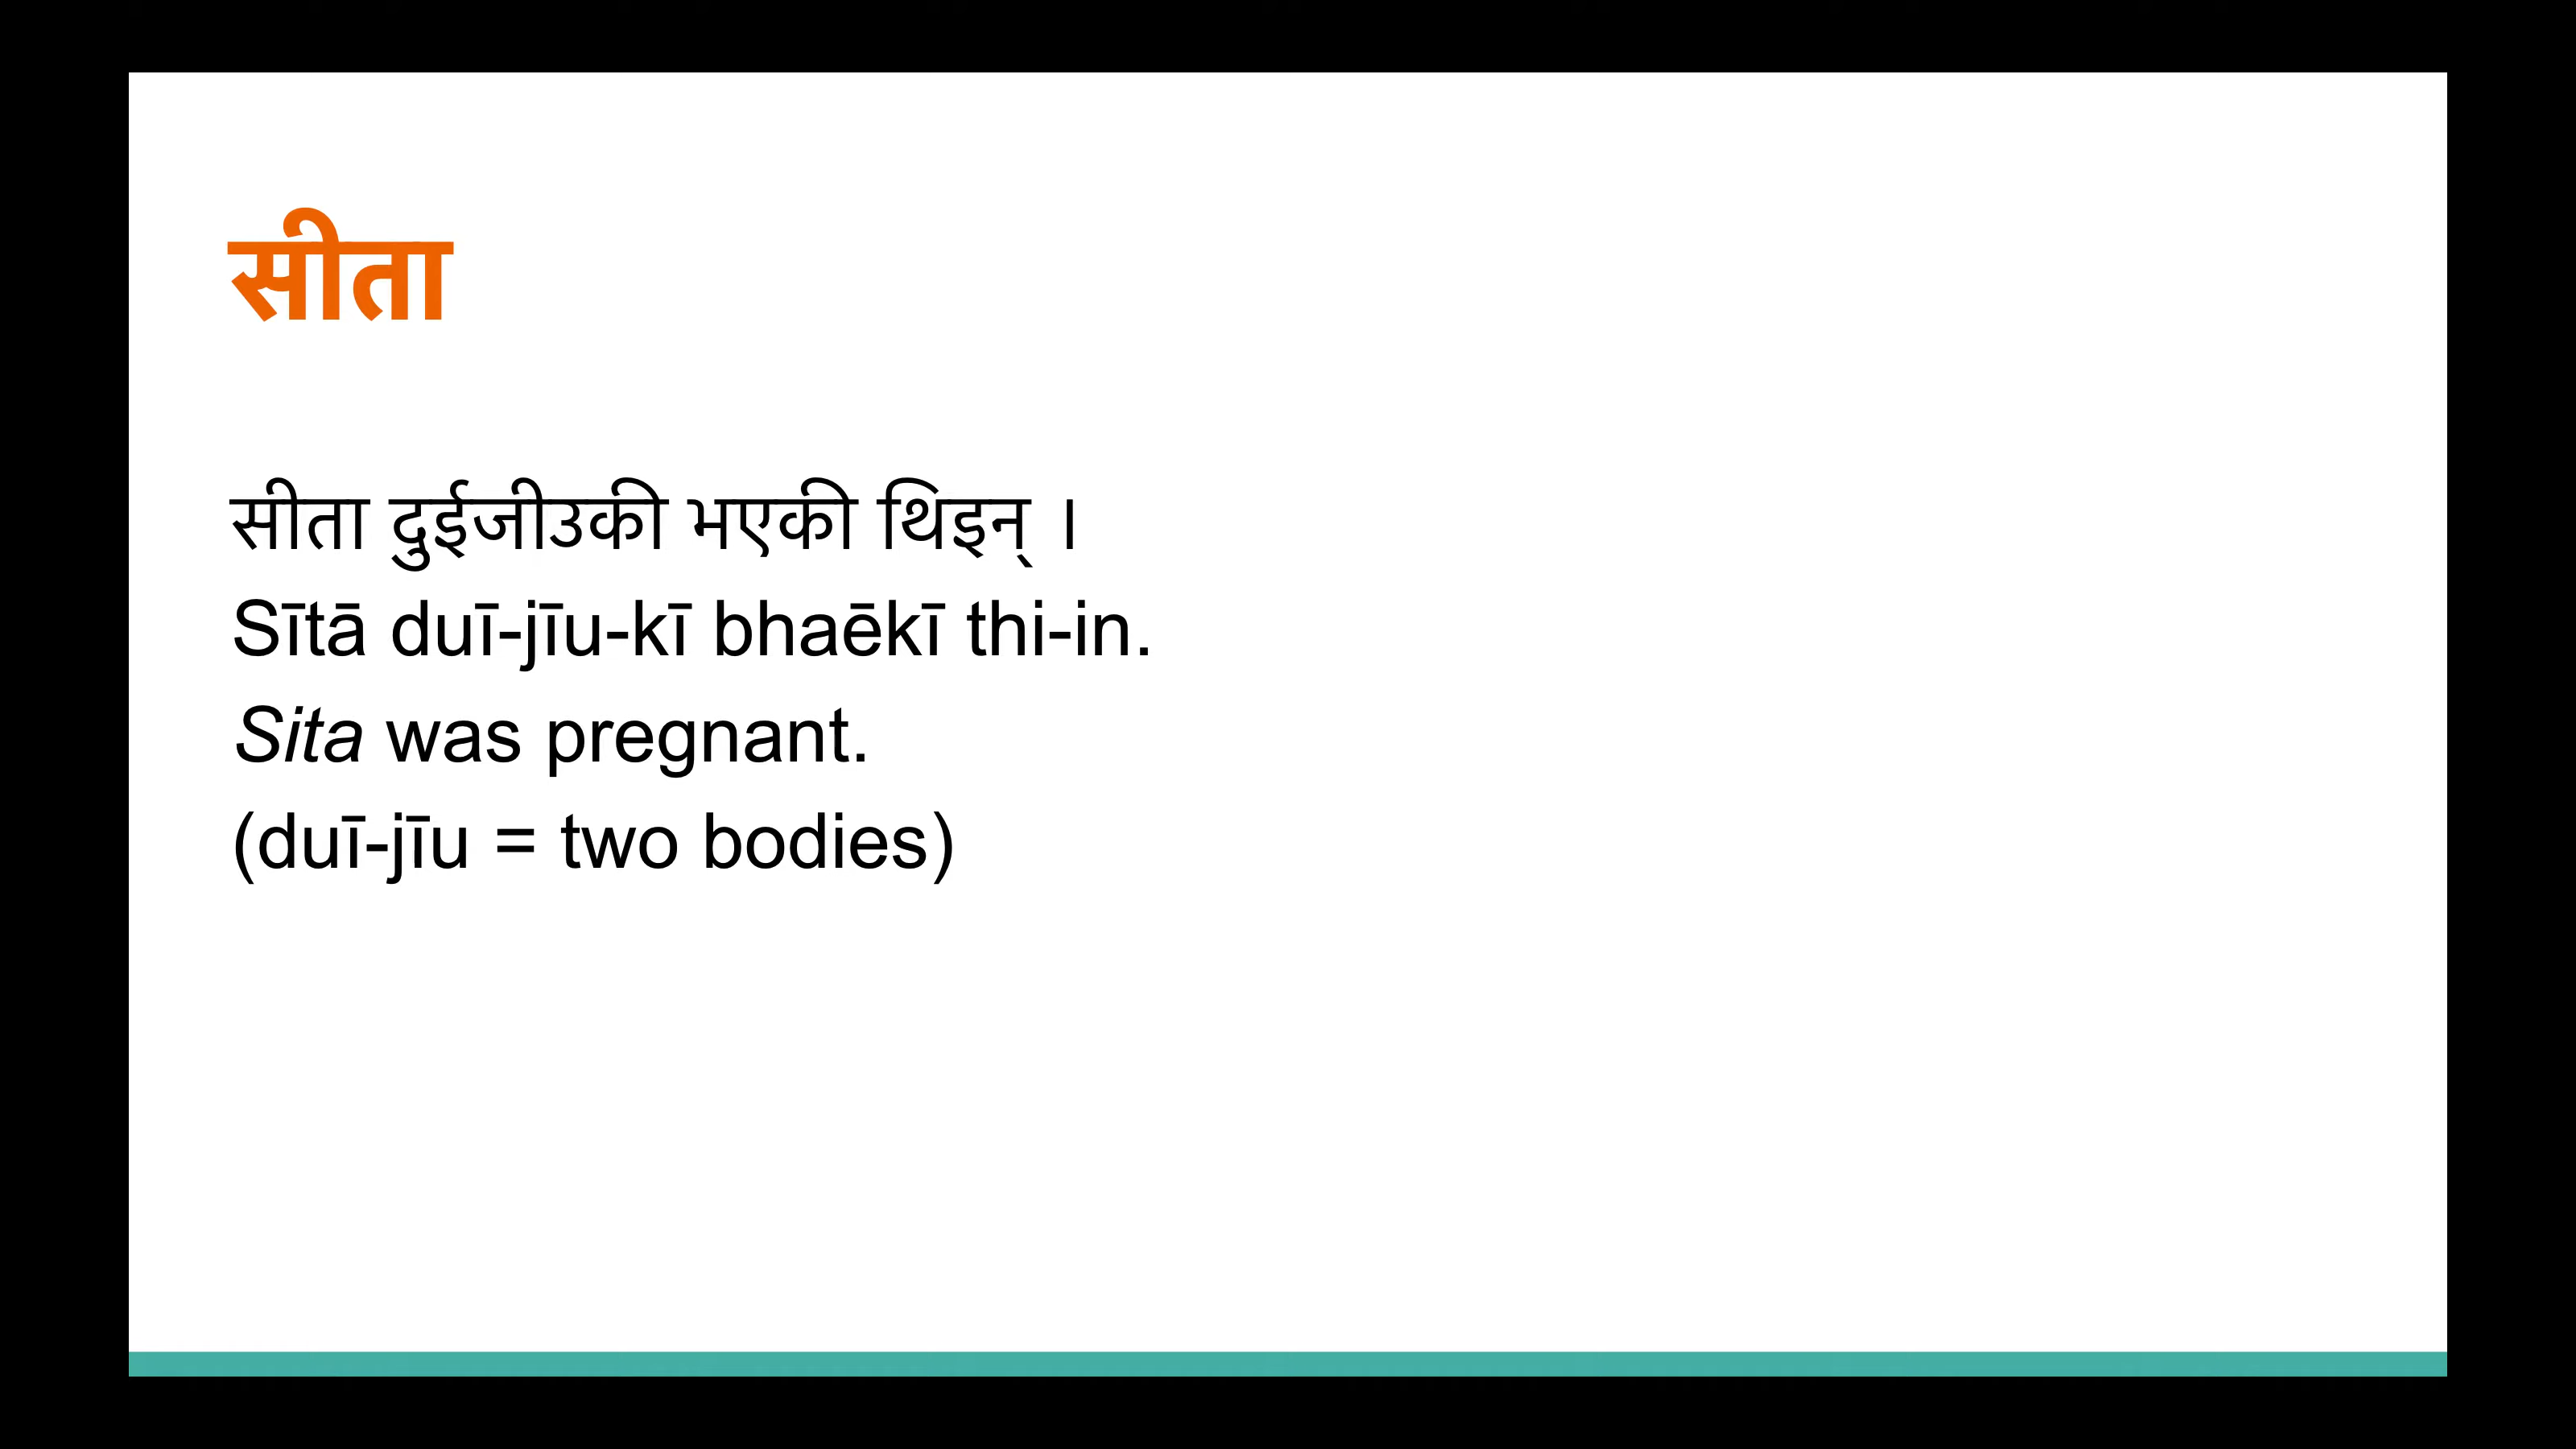 सीता
सीता दुईजीउकी भएकी थिइन् ।
Sītā duī-jīu-kī bhaēkī thi-in.
Sita was pregnant.
(duī-jīu = two bodies)